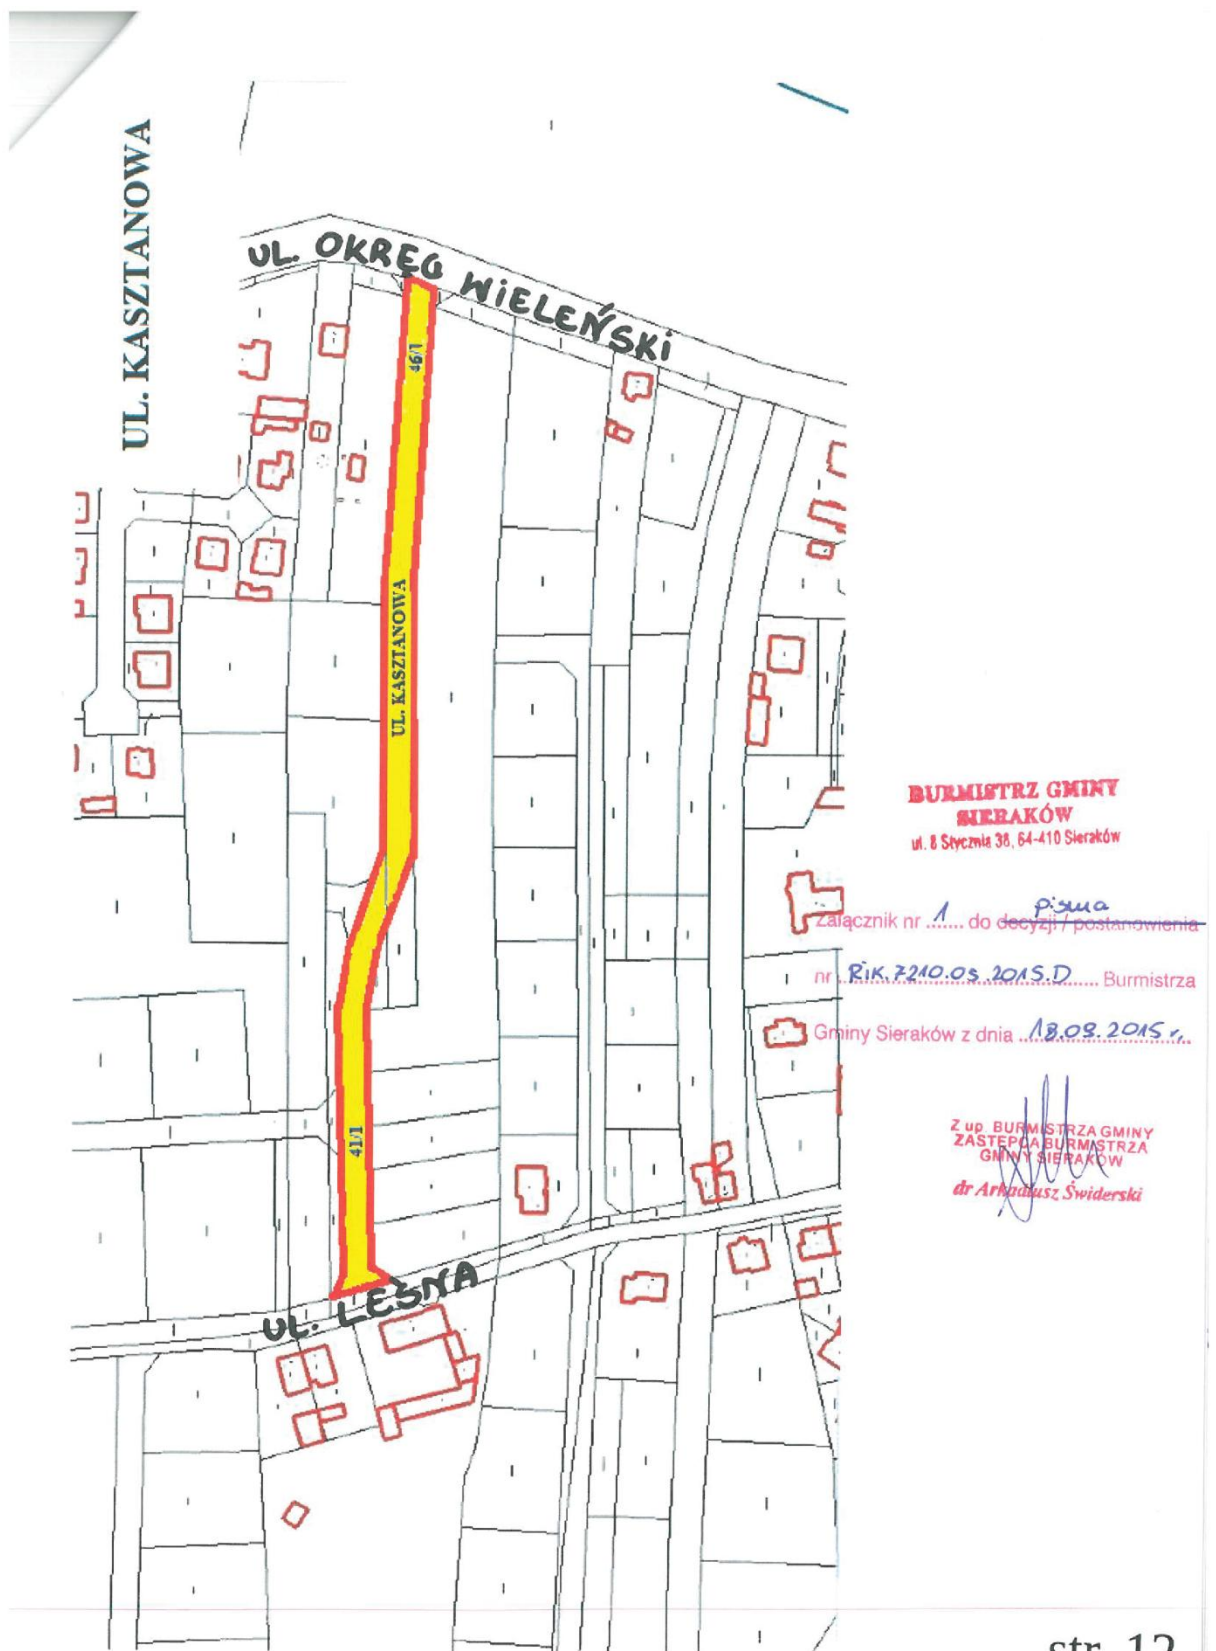 UL. KASZTANOWA
UL. OKRĘG WIELEŃSKI
46/1
UL. KASZTANOWA
41/1
UL. LEŚNA
BURMISTRZ GMINY
SIERAKÓW
ul. 8 Stycznia 38, 64-410 Sieraków
Załącznik nr ...1... do decyzji / postanowienia pisma
nr RiK.7210.05.2015.D Burmistrza
Gminy Sieraków z dnia 18.09.2015 r.
Z up. BURMISTRZA GMINY
ZASTĘPCA BURMISTRZA
GMINY SIERAKÓW
dr Arkadiusz Świderski
str. 12